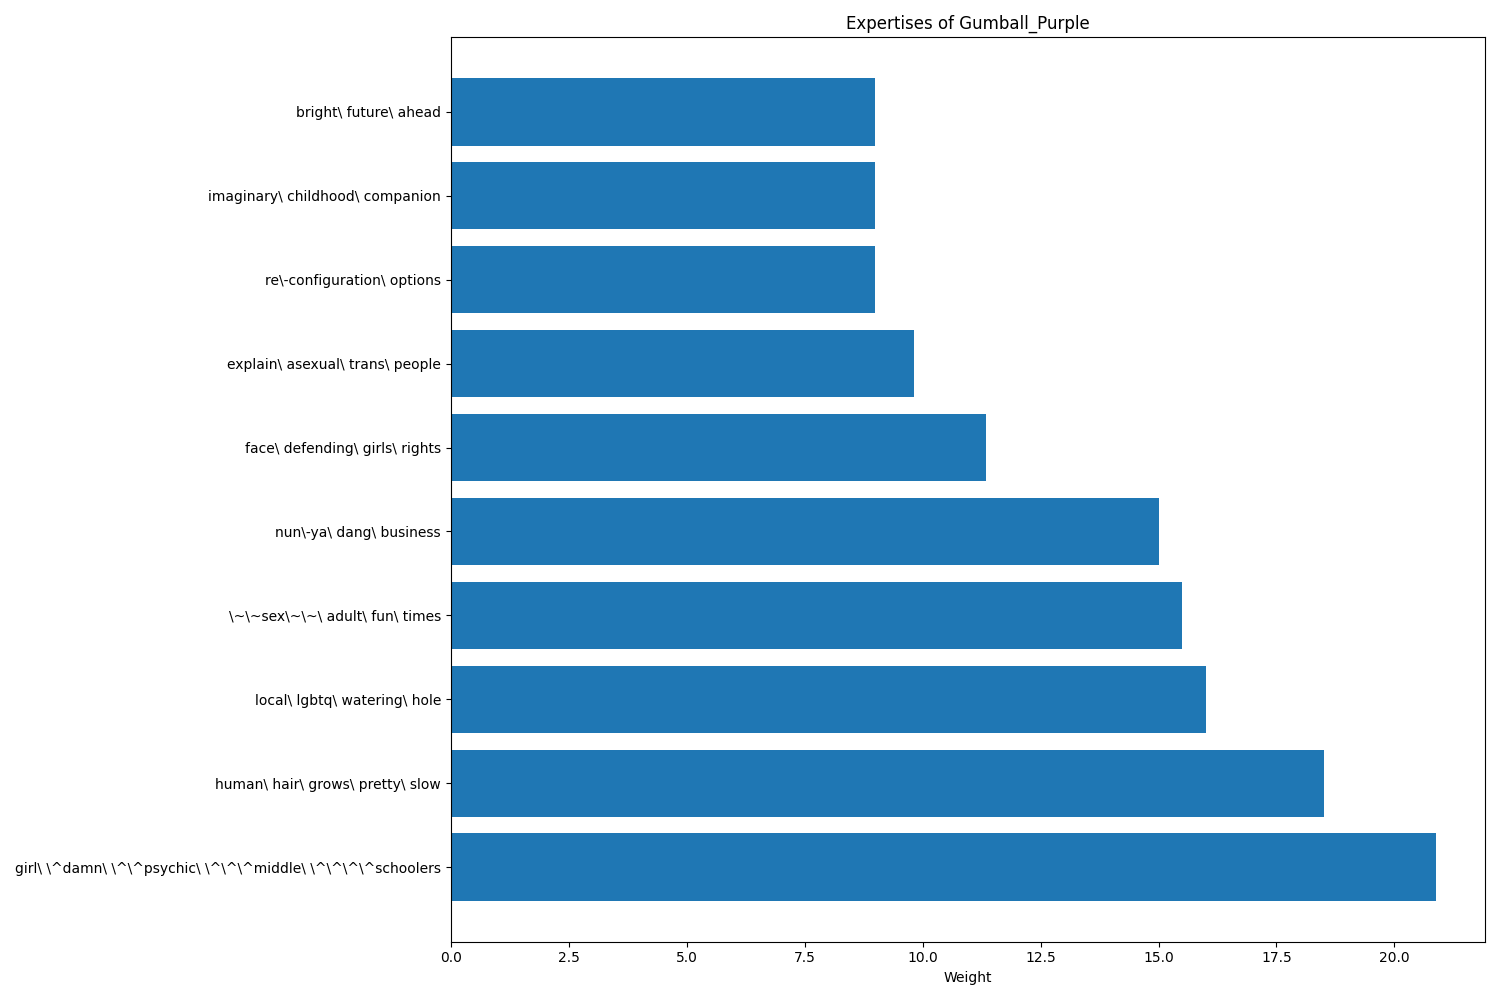 Expertises of Gumball_Purple
bright\ future\ ahead
imaginary\ childhood\ companion
re\-configuration\ options
explain\ asexual\ trans\ people
face\ defending\ girls\ rights
nun\-ya\ dang\ business
\~\~sex\~\~\ adult\ fun\ times
local\ lgbtq\ watering\ hole
human\ hair\ grows\ pretty\ slow
girl\ \^damn\ \^\^psychic\ \^\^\^middle\ \^\^\^\^schoolers
0.0 2.5 5.0 7.5 10.0 12.5 15.0 17.5 20.0
Weight